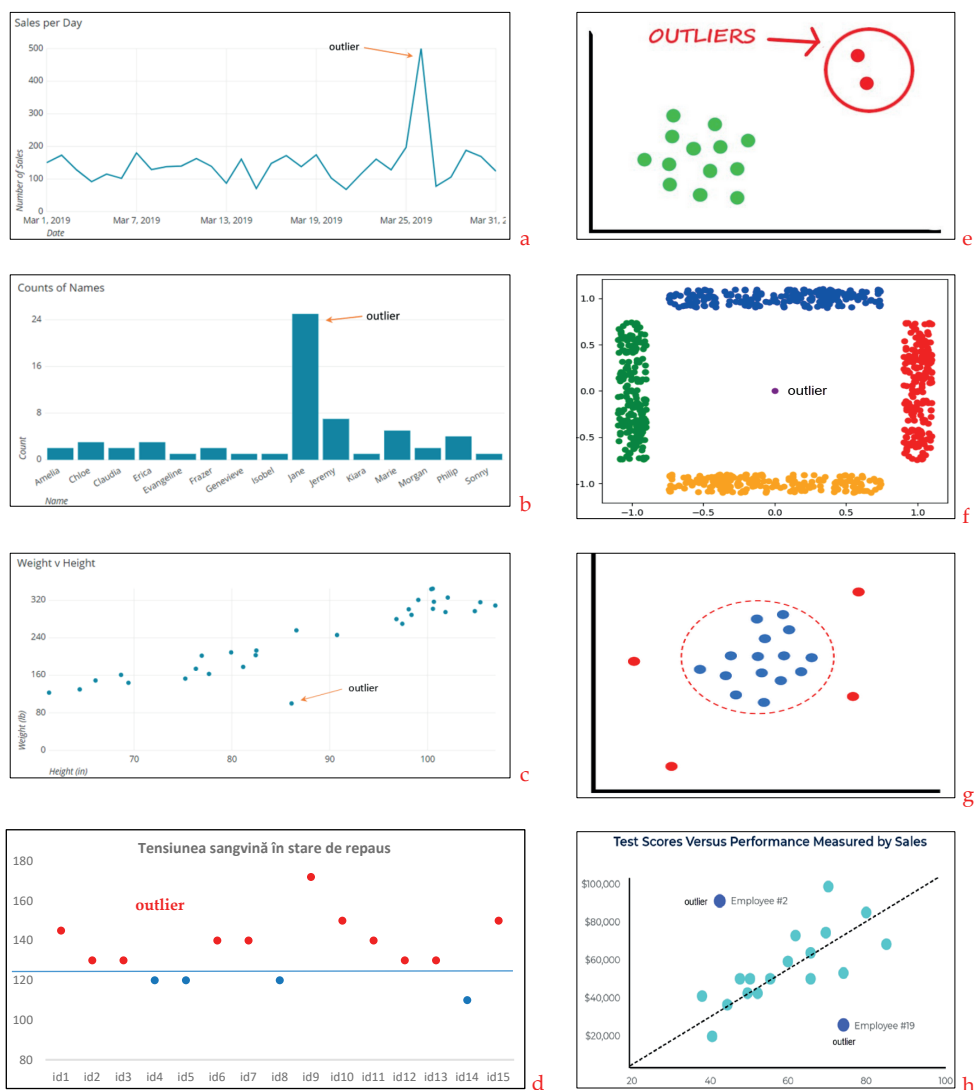 Sales per Day
outlier
500
400
300
200
100
0
Number of Sales
Mar 1, 2019 Mar 7, 2019 Mar 13, 2019 Mar 19, 2019 Mar 25, 2019 Mar 31, 2
Date
a
OUTLIERS
e
Counts of Names
outlier
24
16
8
0
Count
Amelia Chloe Claudia Erica Evangeline Frazer Genevieve Isobel Jane Jeremy Kiara Marie Morgan Philip Sonny
Name
b
1.0
0.5
0.0
-0.5
-1.0
outlier
−1.0 −0.5 0.0 0.5 1.0
f
Weight v Height
320
240
160
80
0
Weight (lb)
outlier
70 80 90 100
Height (in)
c
g
Tensiunea sangvină în stare de repaus
180
160
140
120
100
80
outlier
id1 id2 id3 id4 id5 id6 id7 id8 id9 id10 id11 id12 id13 id14 id15
d
Test Scores Versus Performance Measured by Sales
$100,000
$80,000
$60,000
$40,000
$20,000
outlier Employee #2
Employee #19
outlier
20 40 60 80 100
h